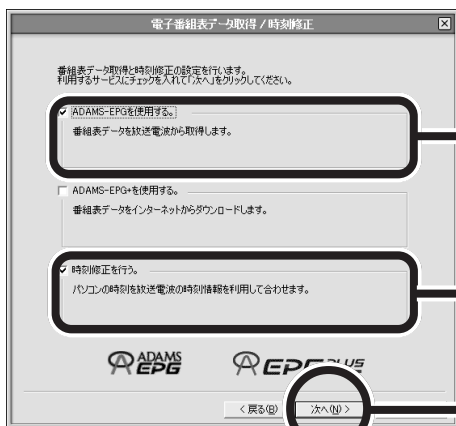 電子番組表データ取得/時刻修正
番組表データ取得と時刻修正の設定を行います。
利用するサービスにチェックを入れて「次へ」をクリックしてください。
ADAMS-EPGを使用する。
番組表データを放送電波から取得します。
ADAMS-EPG+を使用する。
番組表データをインターネットからダウンロードします。
時刻修正を行う。
パソコンの時刻を放送電波の時刻情報を利用して合わせます。
ADAMS
EPG
EPG PLUS
< 戻る(B)
次へ(N) >